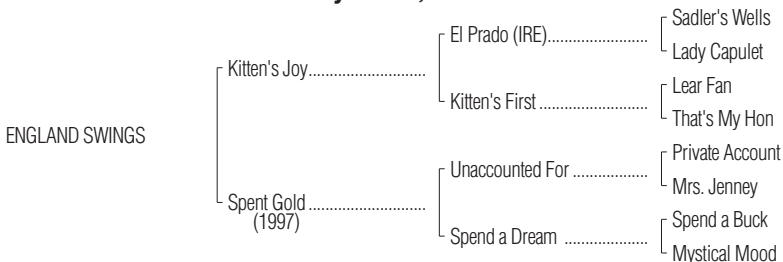 Sadler's Wells
El Prado (IRE)........................
Lady Capulet
Kitten's Joy............................
Lear Fan
Kitten's First ..........................
That's My Hon
ENGLAND SWINGS
Private Account
Unaccounted For ..................
Mrs. Jenney
Spent Gold ............................
(1997)
Spend a Buck
Spend a Dream ....................
Mystical Mood